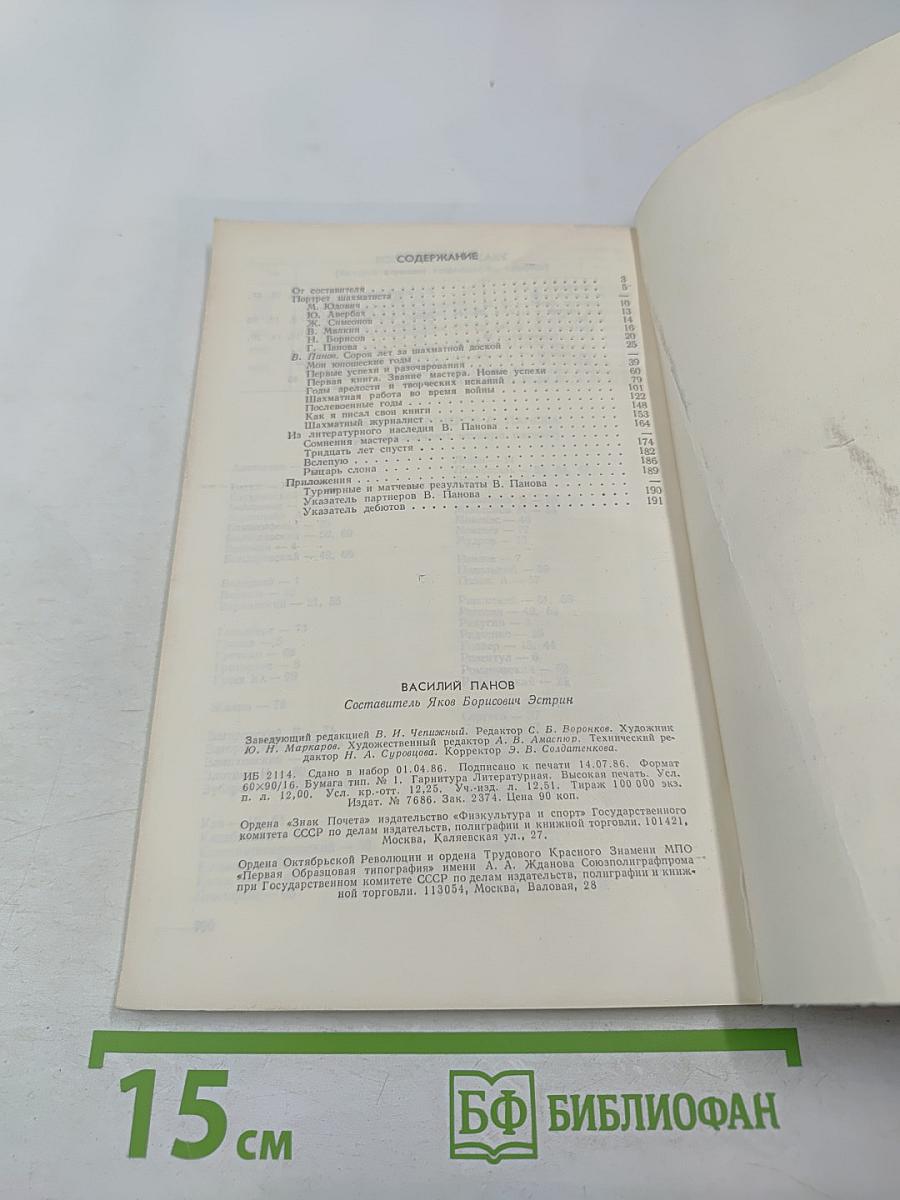 СОДЕРЖАНИЕ
От составителя 3
Портрет шахматиста 5
М. Юдович —
Ю. Авербах 10
Ж. Симеонов 13
В. Милкин 14
Н. Борисов 16
Г. Панова 20
В. Панов. Сорок лет за шахматной доской 25
Мои юношеские годы —
Первые успехи и разочарования 39
Первая книга. Звание мастера. Новые успехи 60
Годы зрелости и творческих исканий 79
Шахматная работа во время войны 101
Послевоенные годы 122
Как я писал свои книги 148
Шахматный журналист 153
Из литературного наследия В. Панова 164
Сомнения мастера —
Тридцать лет спустя 174
Вслепую 182
Рыцарь слона 186
Приложения 189
Турнирные и матчевые результаты В. Панова —
Указатель партнеров В. Панова 190
Указатель дебютов 191
ВАСИЛИЙ ПАНОВ
Составитель Яков Борисович Эстрин
Заведующий редакцией В. И. Чепижный. Редактор С. Б. Воронков. Художник
Ю. Н. Маркаров. Художественный редактор А. В. Амаспюр. Технический ре-
дактор Н. А. Суровцова. Корректор Э. В. Солдатенкова.
ИБ 2114. Сдано в набор 01.04.86. Подписано к печати 14.07.86. Формат
60×90/16. Бумага тип. № 1. Гарнитура Литературная. Высокая печать. Усл.
п. л. 12,00. Усл. кр.-отт. 12,25. Уч.-изд. л. 12,51. Тираж 100 000 экз.
Издат. № 7686. Зак. 2374. Цена 90 коп.
Ордена «Знак Почета» издательство «Физкультура и спорт» Государственного
комитета СССР по делам издательств, полиграфии и книжной торговли. 101421,
Москва, Каляевская ул., 27.
Ордена Октябрьской Революции и ордена Трудового Красного Знамени МПО
«Первая Образцовая типография» имени А. А. Жданова Союзполиграфпрома
при Государственном комитете СССР по делам издательств, полиграфии и книж-
ной торговли. 113054, Москва, Валовая, 28
15 см
БФ БИБЛИОФАН